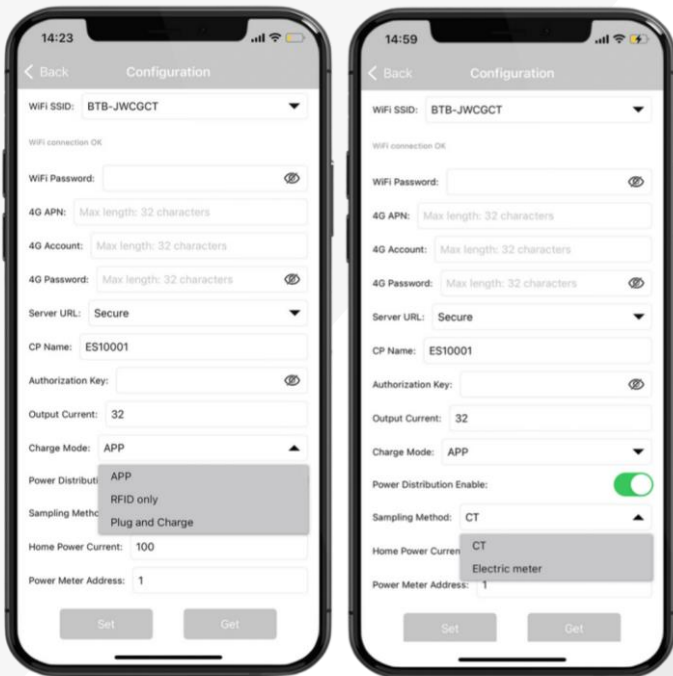 14:23
Back Configuration
WiFi SSID: BTB-JWCGCT
WiFi connection OK
WiFi Password:
4G APN: Max length: 32 characters
4G Account: Max length: 32 characters
4G Password: Max length: 32 characters
Server URL: Secure
CP Name: ES10001
Authorization Key:
Output Current: 32
Charge Mode: APP
Power Distributi APP
RFID only
Sampling Metho
Plug and Charge
Home Power Current: 100
Power Meter Address: 1
Set Get
14:59
Back Configuration
WiFi SSID: BTB-JWCGCT
WiFi connection OK
WiFi Password:
4G APN: Max length: 32 characters
4G Account: Max length: 32 characters
4G Password: Max length: 32 characters
Server URL: Secure
CP Name: ES10001
Authorization Key:
Output Current: 32
Charge Mode: APP
Power Distribution Enable:
Sampling Method: CT
CT
Home Power Curren
Electric meter
Power Meter Address: 1
Set Get